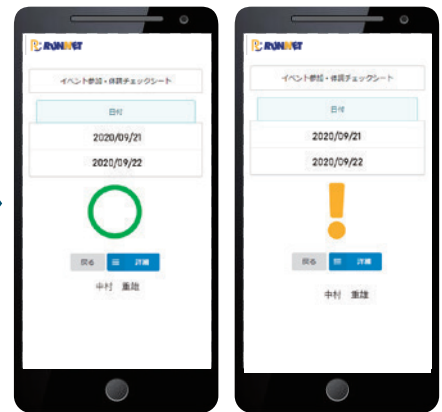 RUNNET
イベント参加・体調チェックシート
日付
2020/09/21
2020/09/22
戻る 詳細
中村 重雄
RUNNET
イベント参加・体調チェックシート
日付
2020/09/21
2020/09/22
戻る 詳細
中村 重雄